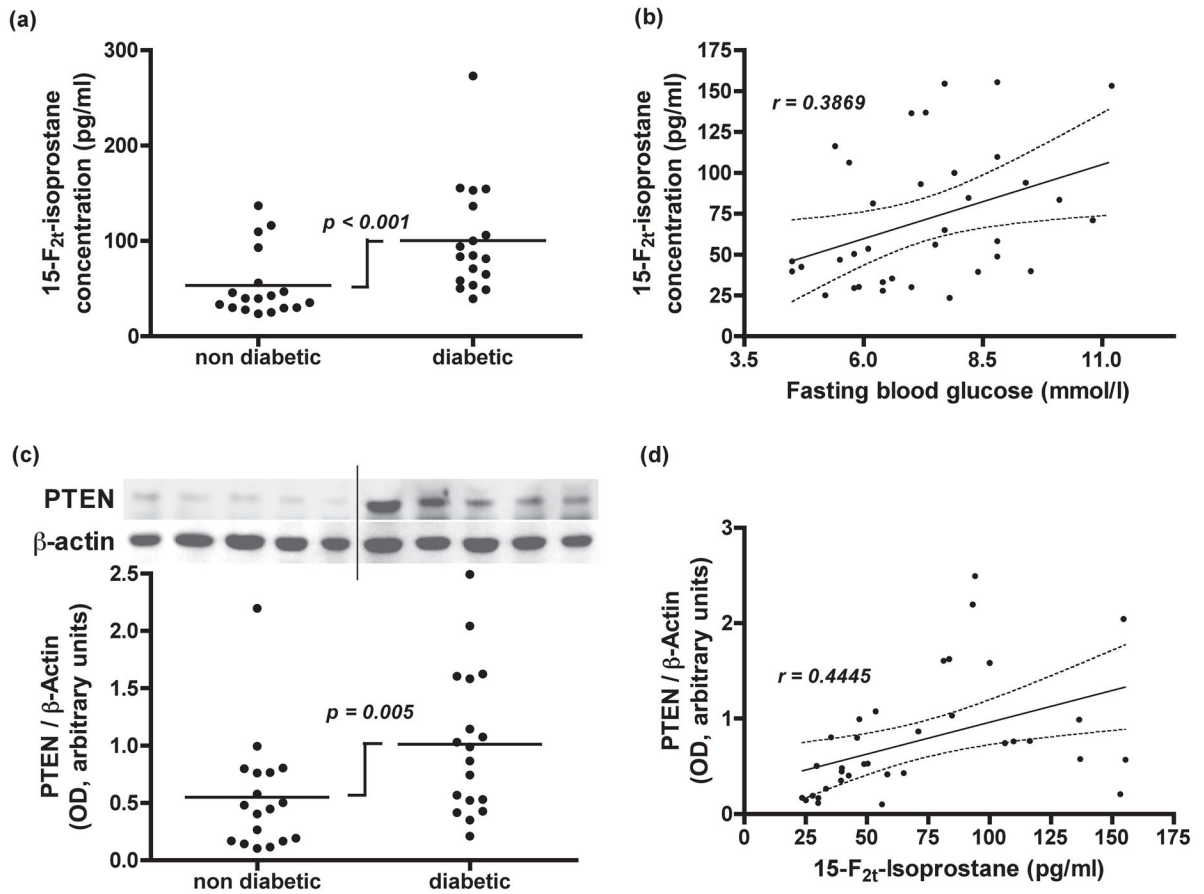 (a)
300
200
100
0
15-F2t-isoprostane
concentration (pg/ml)
p < 0.001
non diabetic
diabetic
(b)
175
150
125
100
75
50
25
0
15-F2t-isoprostane
concentration (pg/ml)
r = 0.3869
3.5
6.0
8.5
11.0
Fasting blood glucose (mmol/l)
(c)
PTEN
β-actin
2.5
2.0
1.5
1.0
0.5
0.0
PTEN / β-Actin
(OD, arbitrary units)
p = 0.005
non diabetic
diabetic
(d)
3
2
1
0
PTEN / β-Actin
(OD, arbitrary units)
r = 0.4445
0
25
50
75
100
125
150
175
15-F2t-Isoprostane (pg/ml)